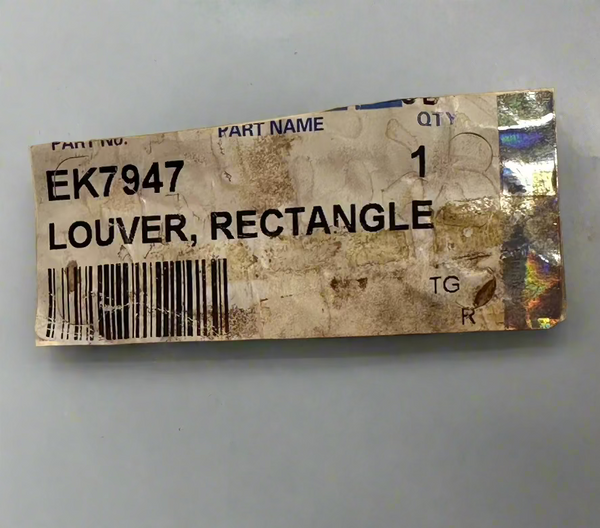 PART NO. PART NAME QTY
EK7947 1
LOUVER, RECTANGLE
TG
R